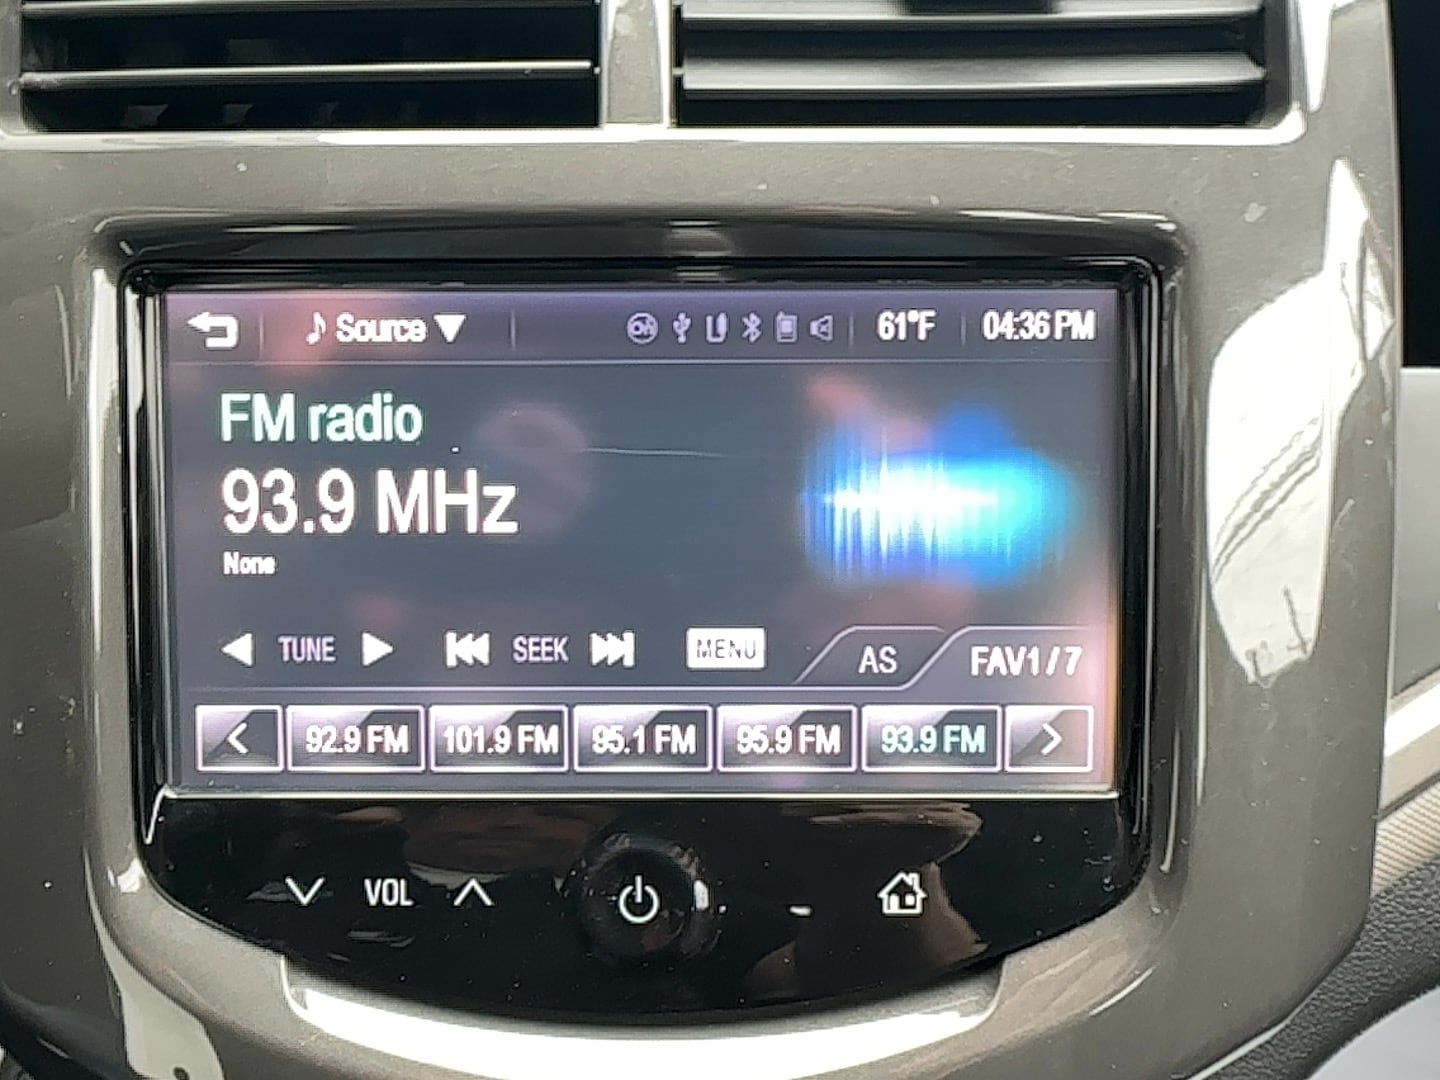 Source 61°F 04:36 PM
FM radio
93.9 MHz
None
TUNE SEEK MENU AS FAV1/7
92.9 FM 101.9 FM 95.1 FM 95.9 FM 93.9 FM
VOL